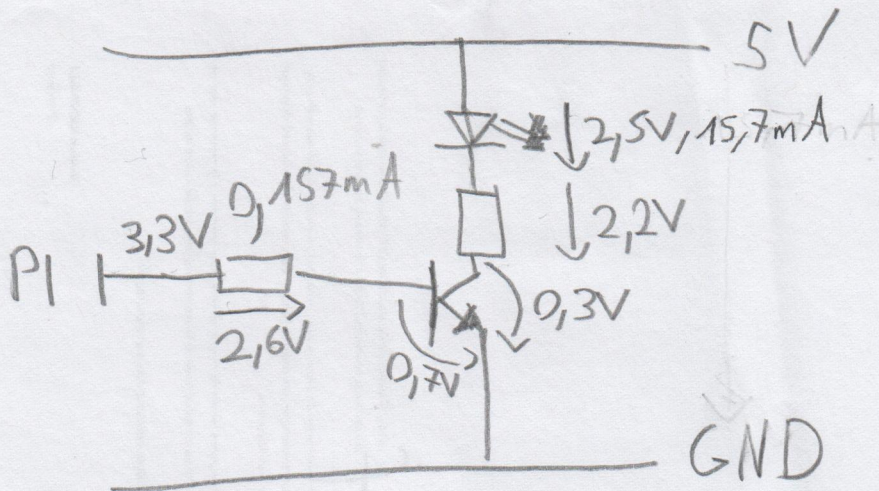 5V
2,5V, 15,7mA
0,157mA
2,2V
3,3V
PI
0,3V
2,6V
0,7V
GND